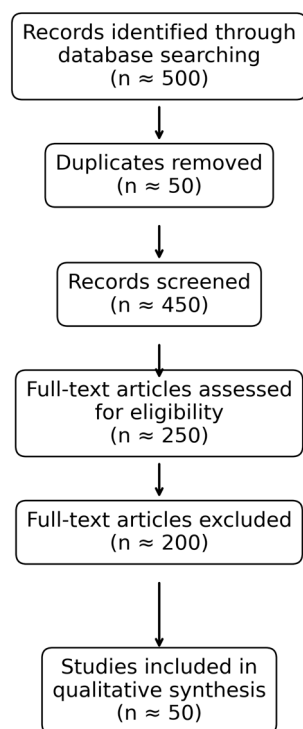 Records identified through
database searching
(n ≈ 500)
Duplicates removed
(n ≈ 50)
Records screened
(n ≈ 450)
Full-text articles assessed
for eligibility
(n ≈ 250)
Full-text articles excluded
(n ≈ 200)
Studies included in
qualitative synthesis
(n ≈ 50)